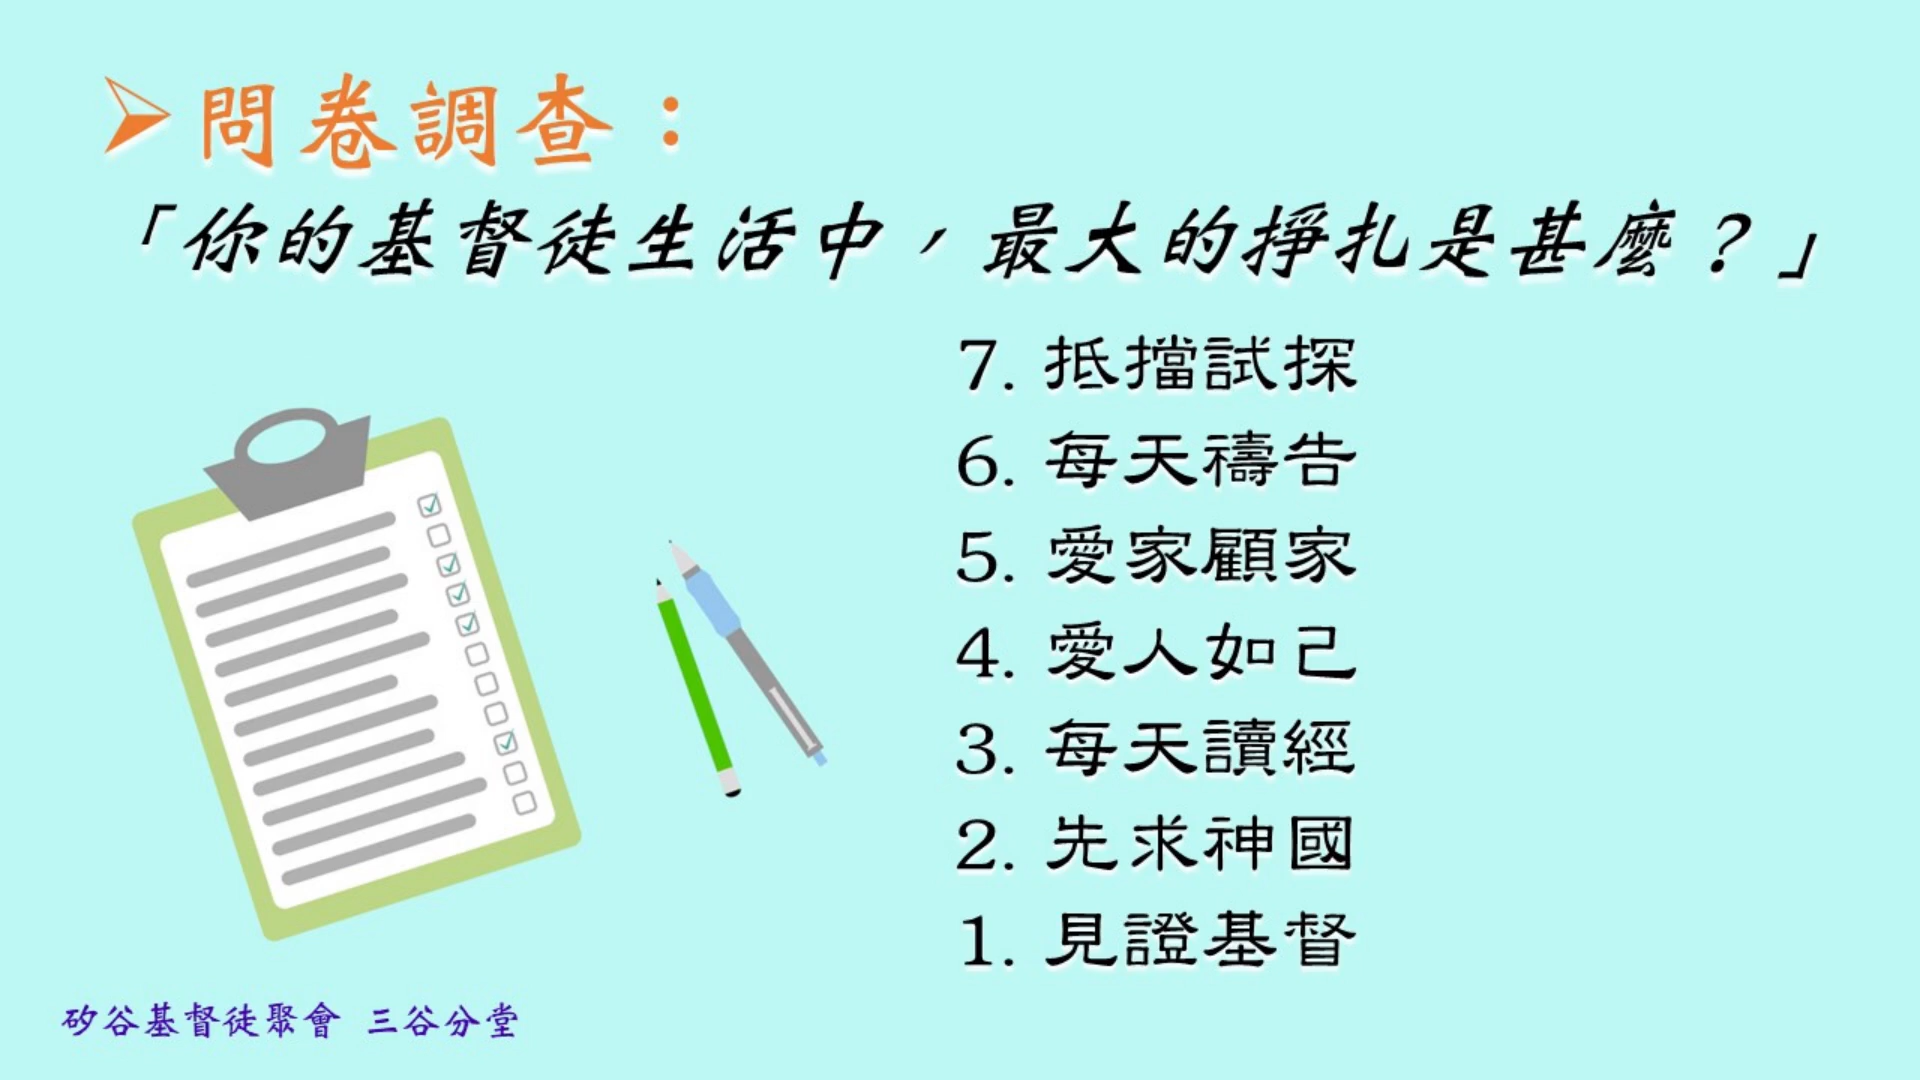 ➢問卷調查：
「你的基督徒生活中，最大的掙扎是甚麼？」
7. 抵擋試探
6. 每天禱告
5. 愛家顧家
4. 愛人如己
3. 每天讀經
2. 先求神國
1. 見證基督
矽谷基督徒聚會 三谷分堂